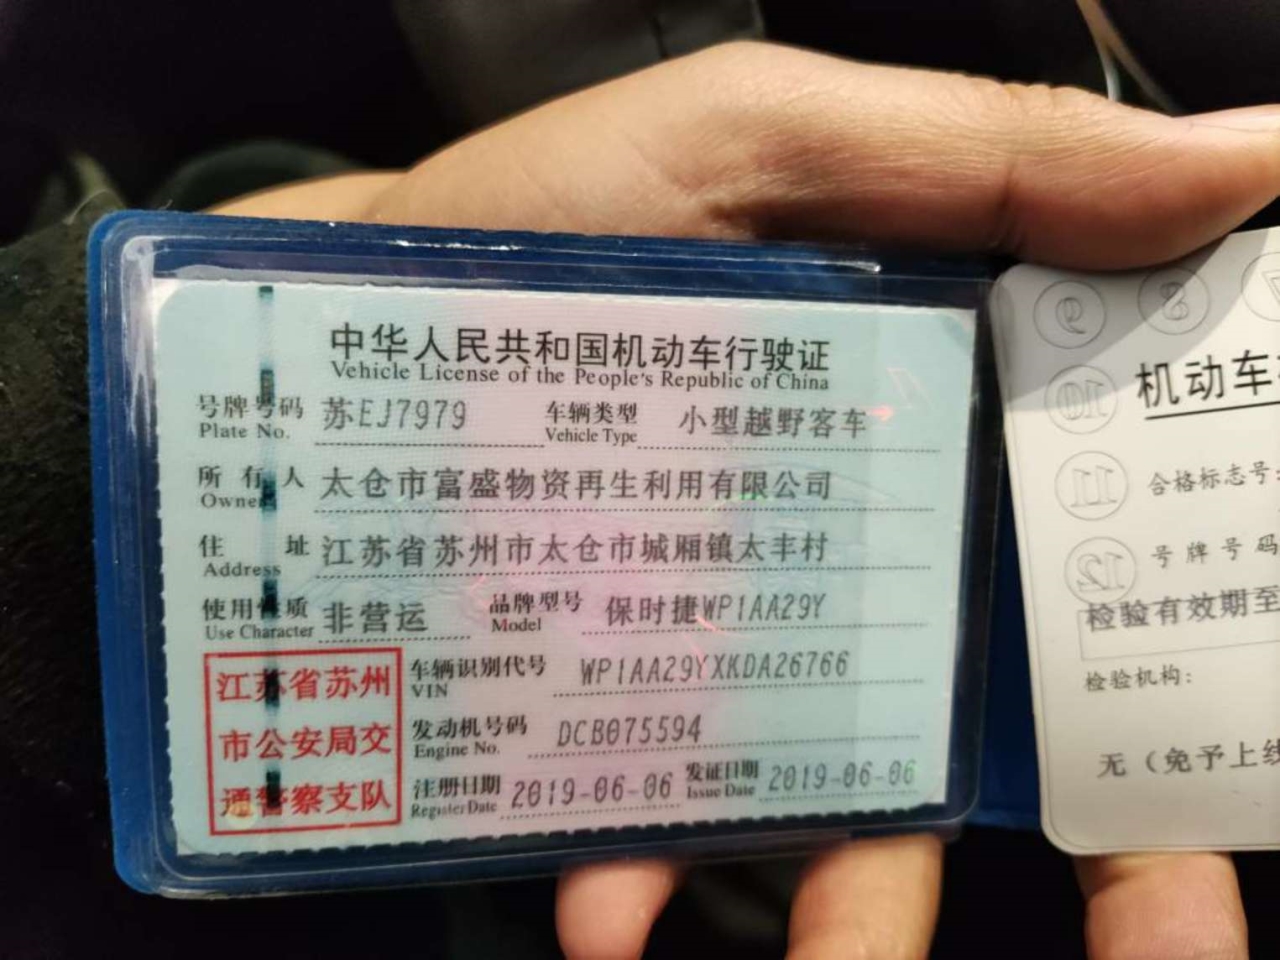 中华人民共和国机动车行驶证
Vehicle License of the People's Republic of China
号牌号码 苏EJ7979 车辆类型 小型越野客车
Plate No. Vehicle Type
所有人 太仓市富盛物资再生利用有限公司
Owner
住址 江苏省苏州市太仓市城厢镇太丰村
Address
使用性质 非营运 品牌型号 保时捷WP1AA29Y
Use Character Model
江苏省苏州
市公安局交
通警察支队
车辆识别代号 WP1AA29YXKDA26766
VIN
发动机号码 DCB075594
Engine No.
注册日期 2019-06-06 发证日期 2019-06-06
Register Date Issue Date
9 8 7
10
11
12
机动车
合格标志号
号牌号码
检验有效期至
检验机构:
无（免予上线